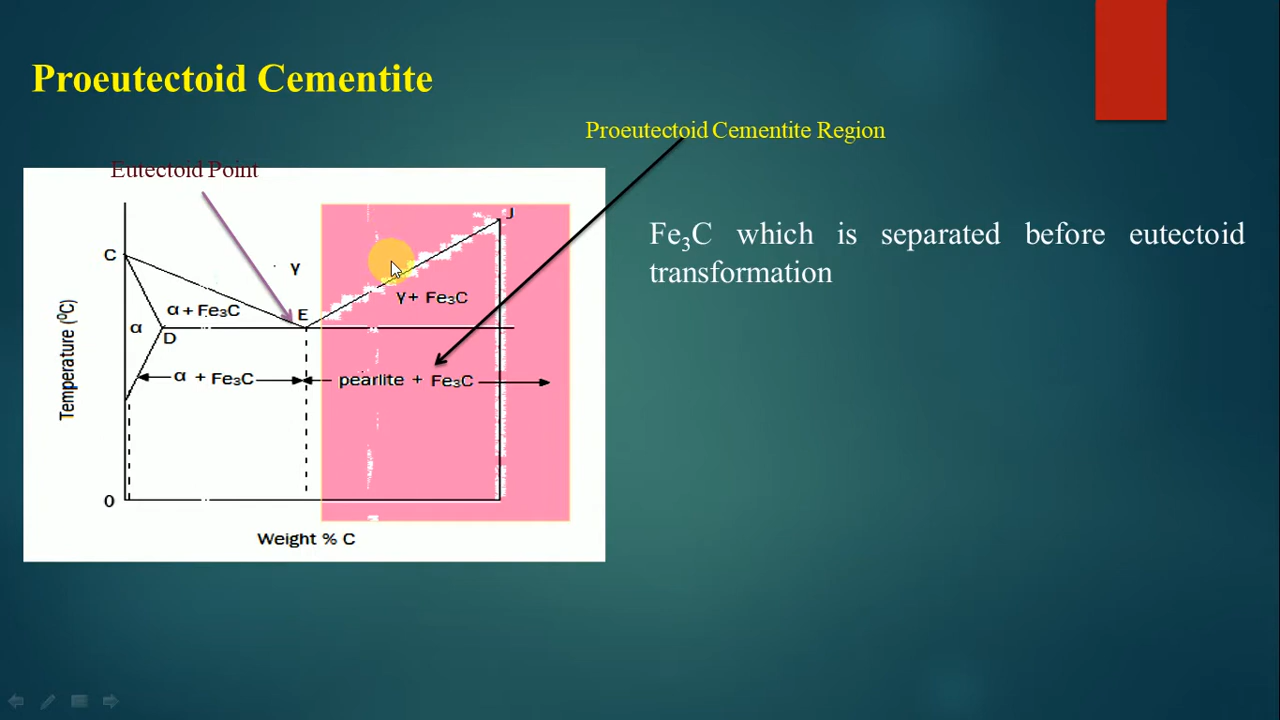 Proeutectoid Cementite
Proeutectoid Cementite Region
Eutectoid Point
Fe₃C which is separated before eutectoid
transformation
J
C
γ
γ+ Fe₃C
α + Fe₃C
E
α
D
Temperature (⁰C)
α + Fe₃C
pearlite + Fe₃C
0
Weight % C